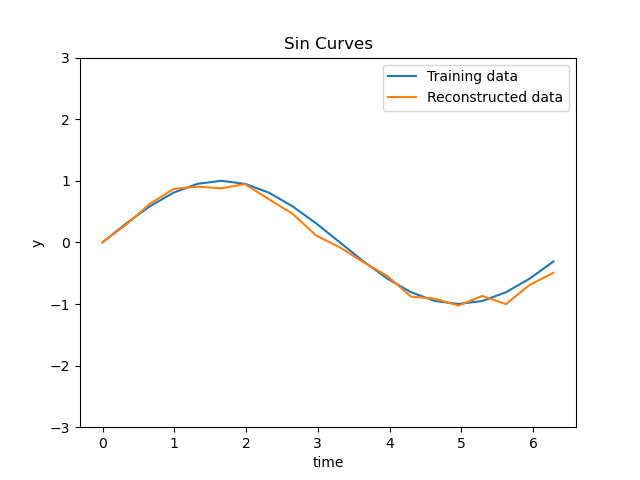 Sin Curves
Training data
Reconstructed data
3
2
1
0
−1
−2
−3
y
0 1 2 3 4 5 6
time